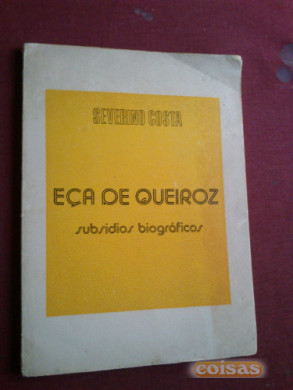 SEVERINO COSTA
EÇA DE QUEIROZ
subsídios biográficos
coisas